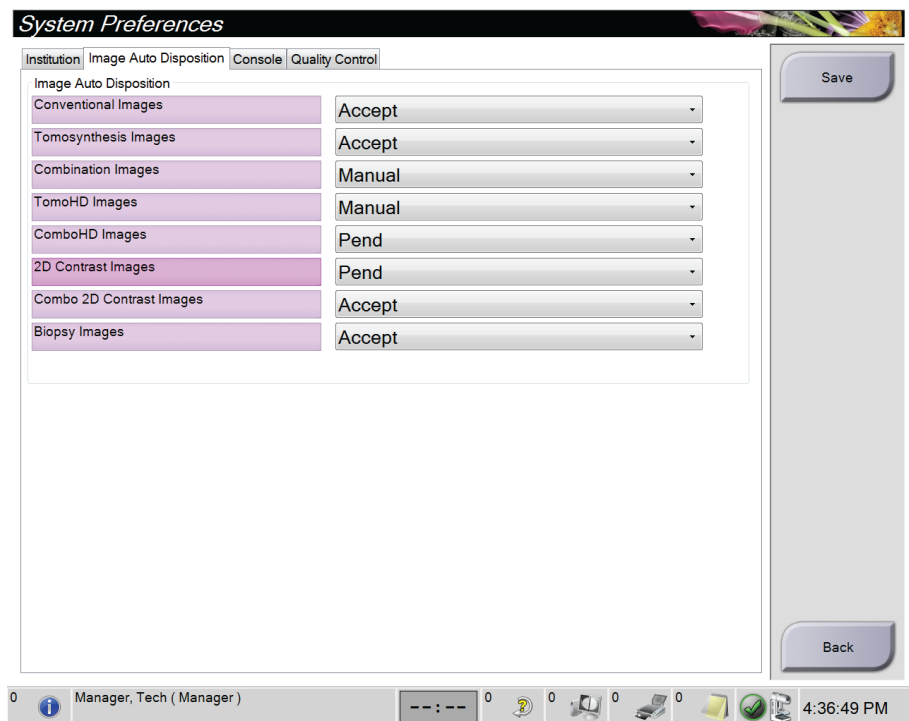 System Preferences
Institution Image Auto Disposition Console Quality Control
Save
Image Auto Disposition
Conventional Images Accept
Tomosynthesis Images Accept
Combination Images Manual
TomoHD Images Manual
ComboHD Images Pend
2D Contrast Images Pend
Combo 2D Contrast Images Accept
Biopsy Images Accept
Back
0 Manager, Tech ( Manager ) --:-- 0 0 0 0 4:36:49 PM